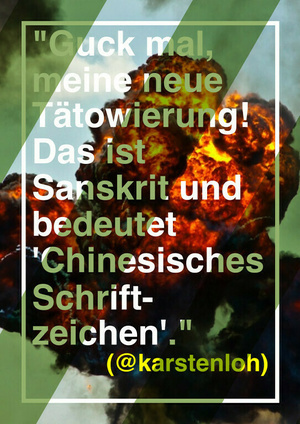 "Guck mal,
meine neue
Tätowierung!
Das ist
Sanskrit und
bedeutet
'Chinesisches
Schrift-
zeichen'."
(@karstenloh)